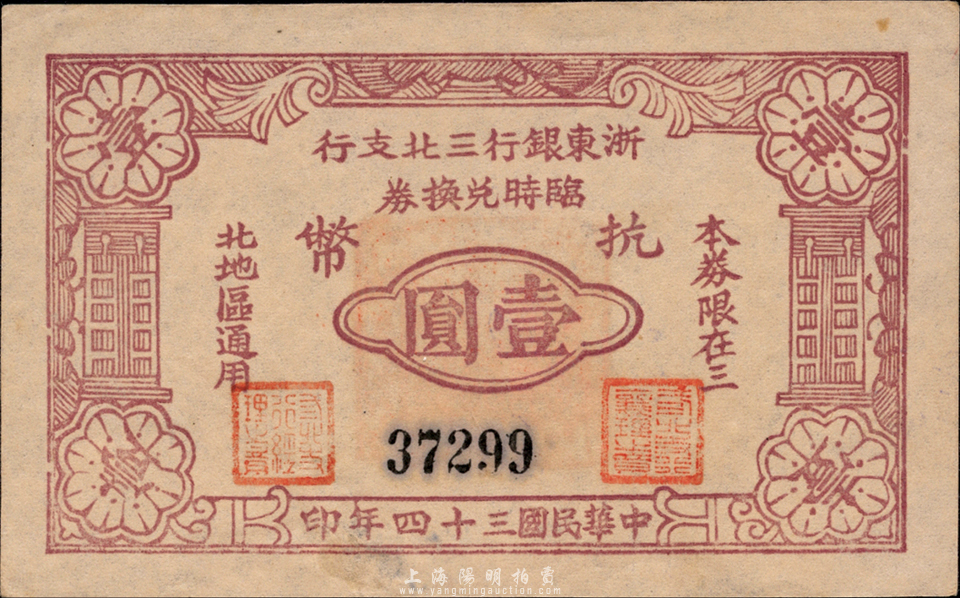 浙東銀行三北支行
臨時兌換券
抗幣
本券限在三
北地區通用
壹圓
37299
中華民國三十四年印
上海陽明拍賣
www.yangmingauction.com